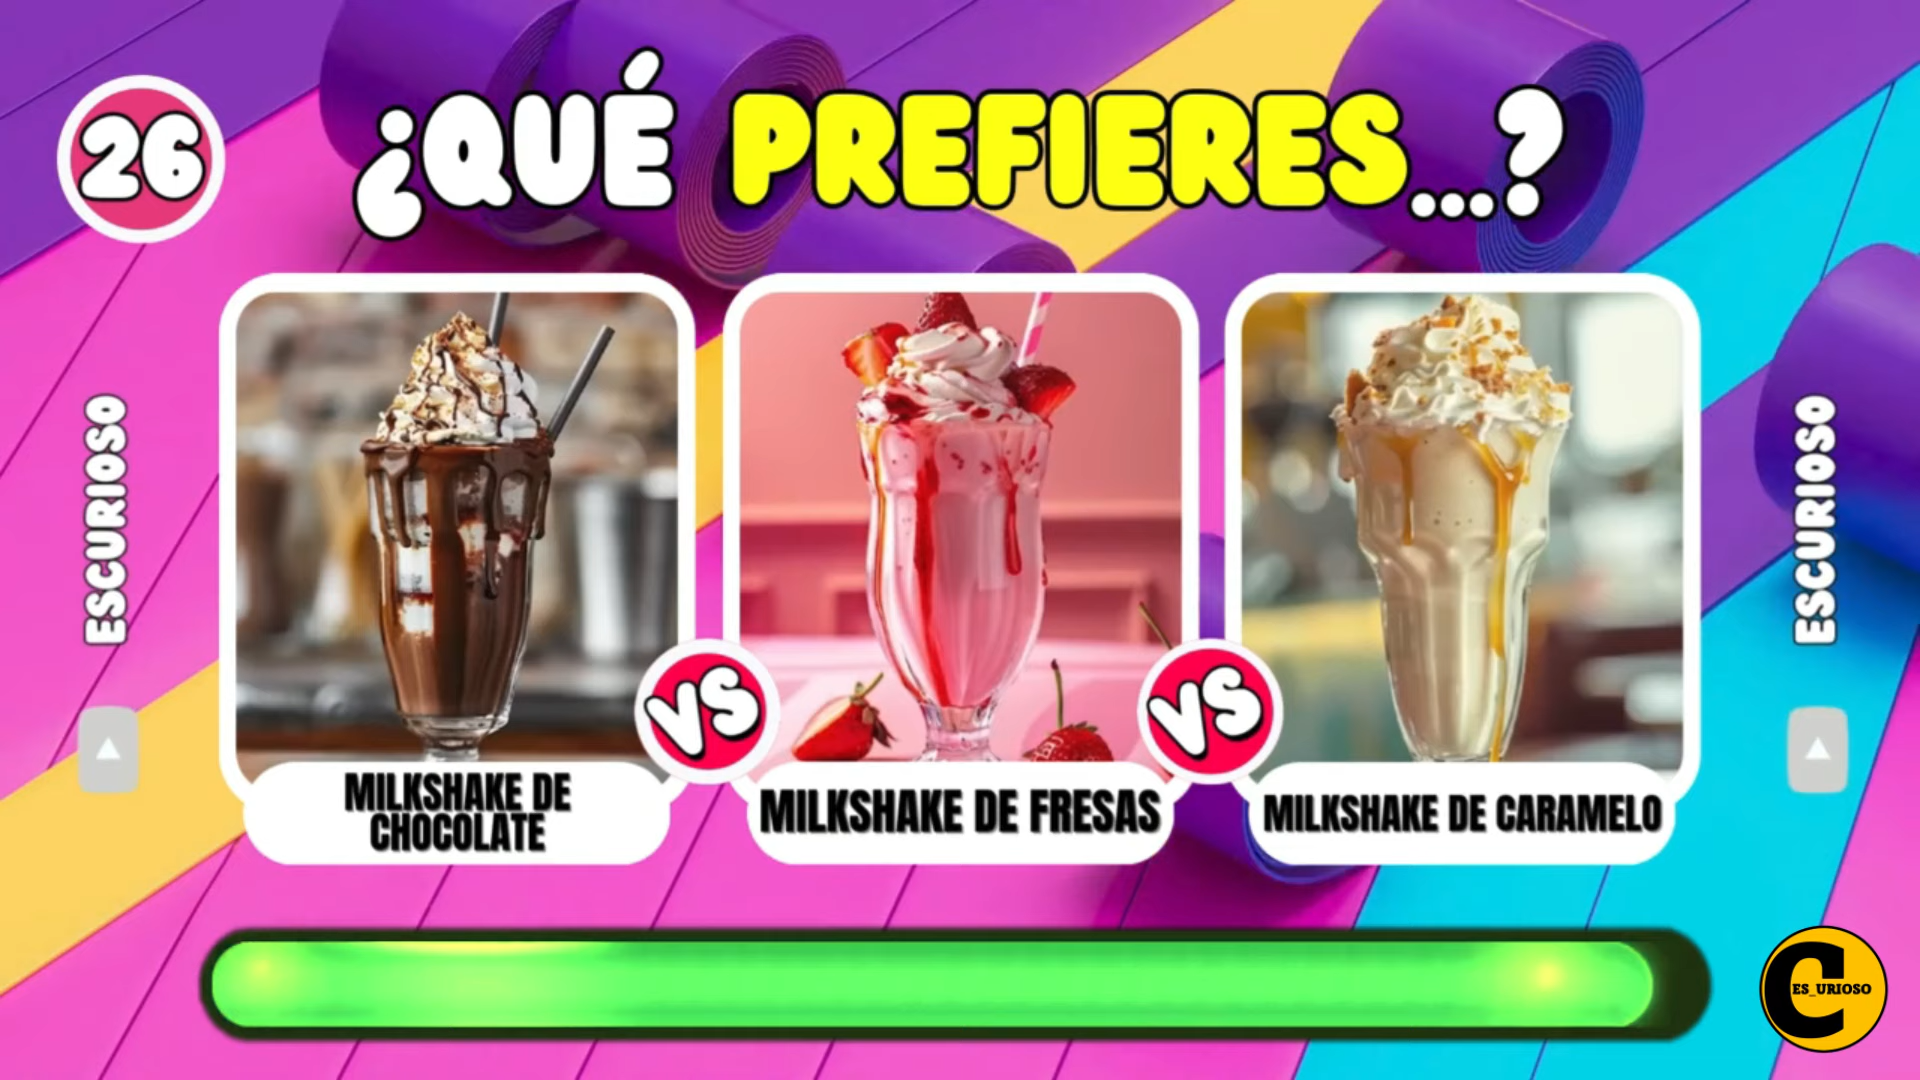 26
¿QUÉ PREFIERES...?
ESCURIOSO
ESCURIOSO
VS
VS
MILKSHAKE DE
CHOCOLATE
MILKSHAKE DE FRESAS
MILKSHAKE DE CARAMELO
C
ES_URIOSO